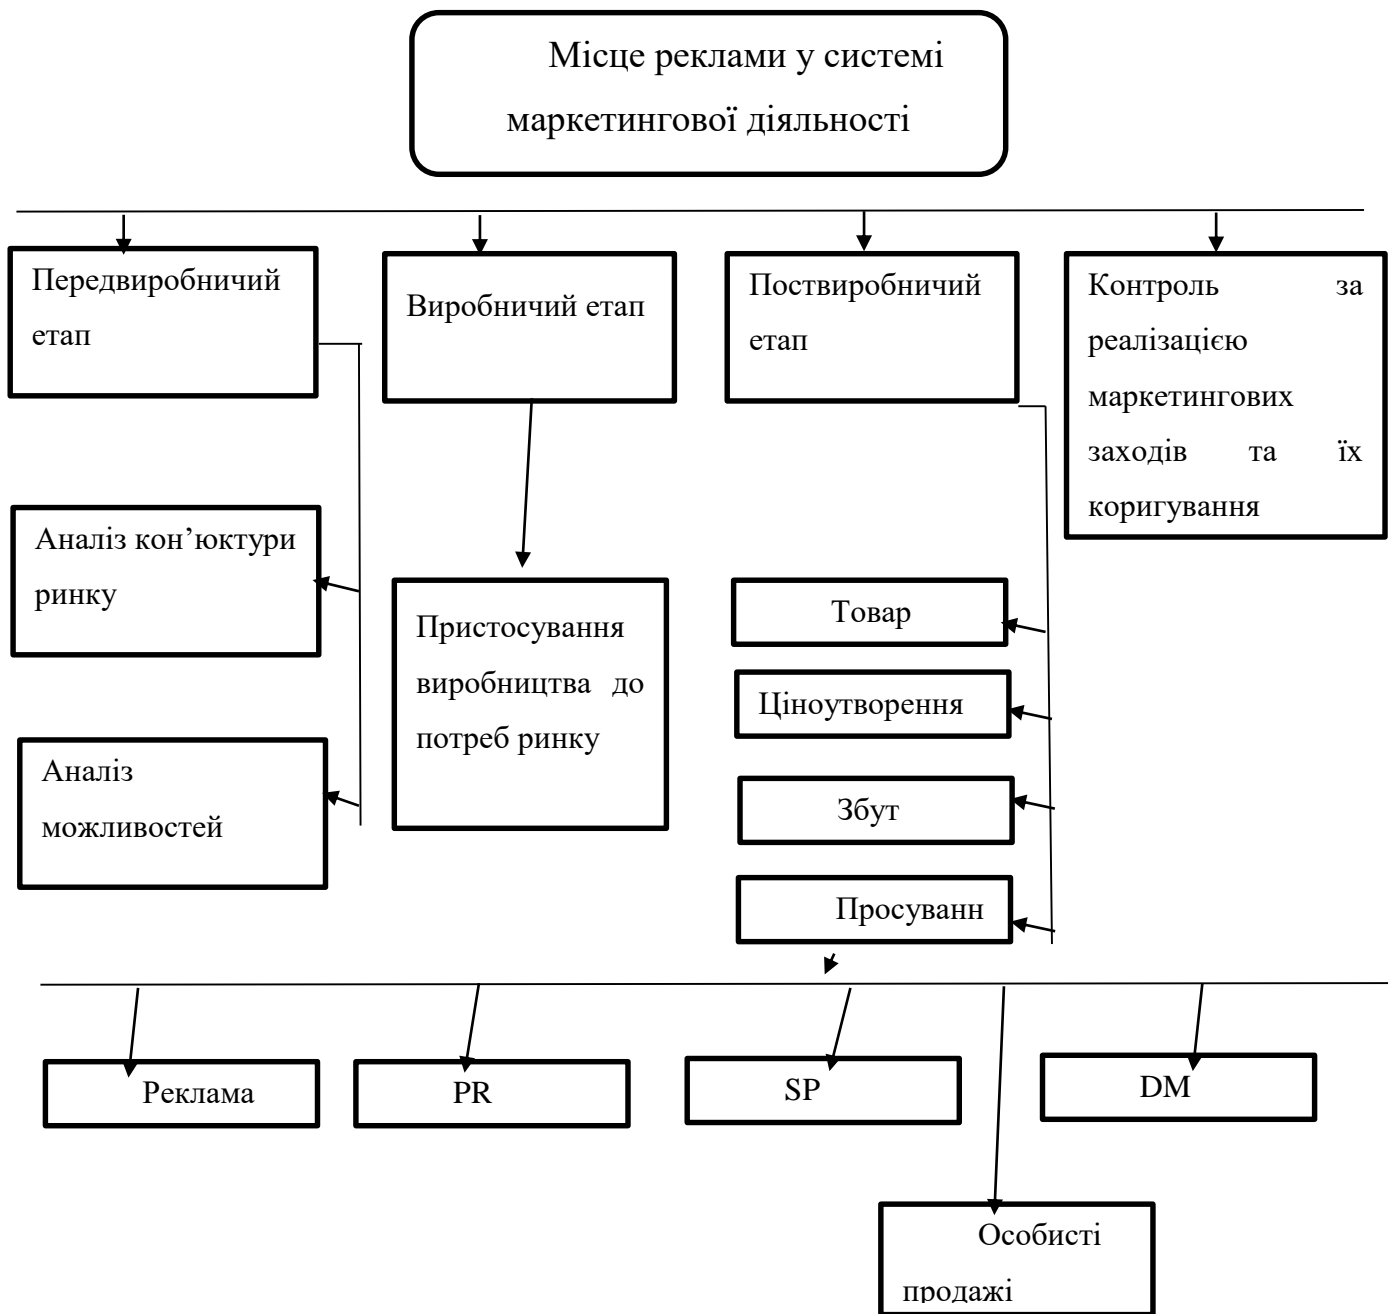 Місце реклами у системі
маркетингової діяльності
Передвиробничий
етап
Виробничий етап
Поствиробничий
етап
Контроль за
реалізацією
маркетингових
заходів та їх
коригування
Аналіз кон’юктури
ринку
Аналіз
можливостей
Пристосування
виробництва до
потреб ринку
Товар
Ціноутворення
Збут
Просуванн
Реклама
PR
SP
DM
Особисті
продажі